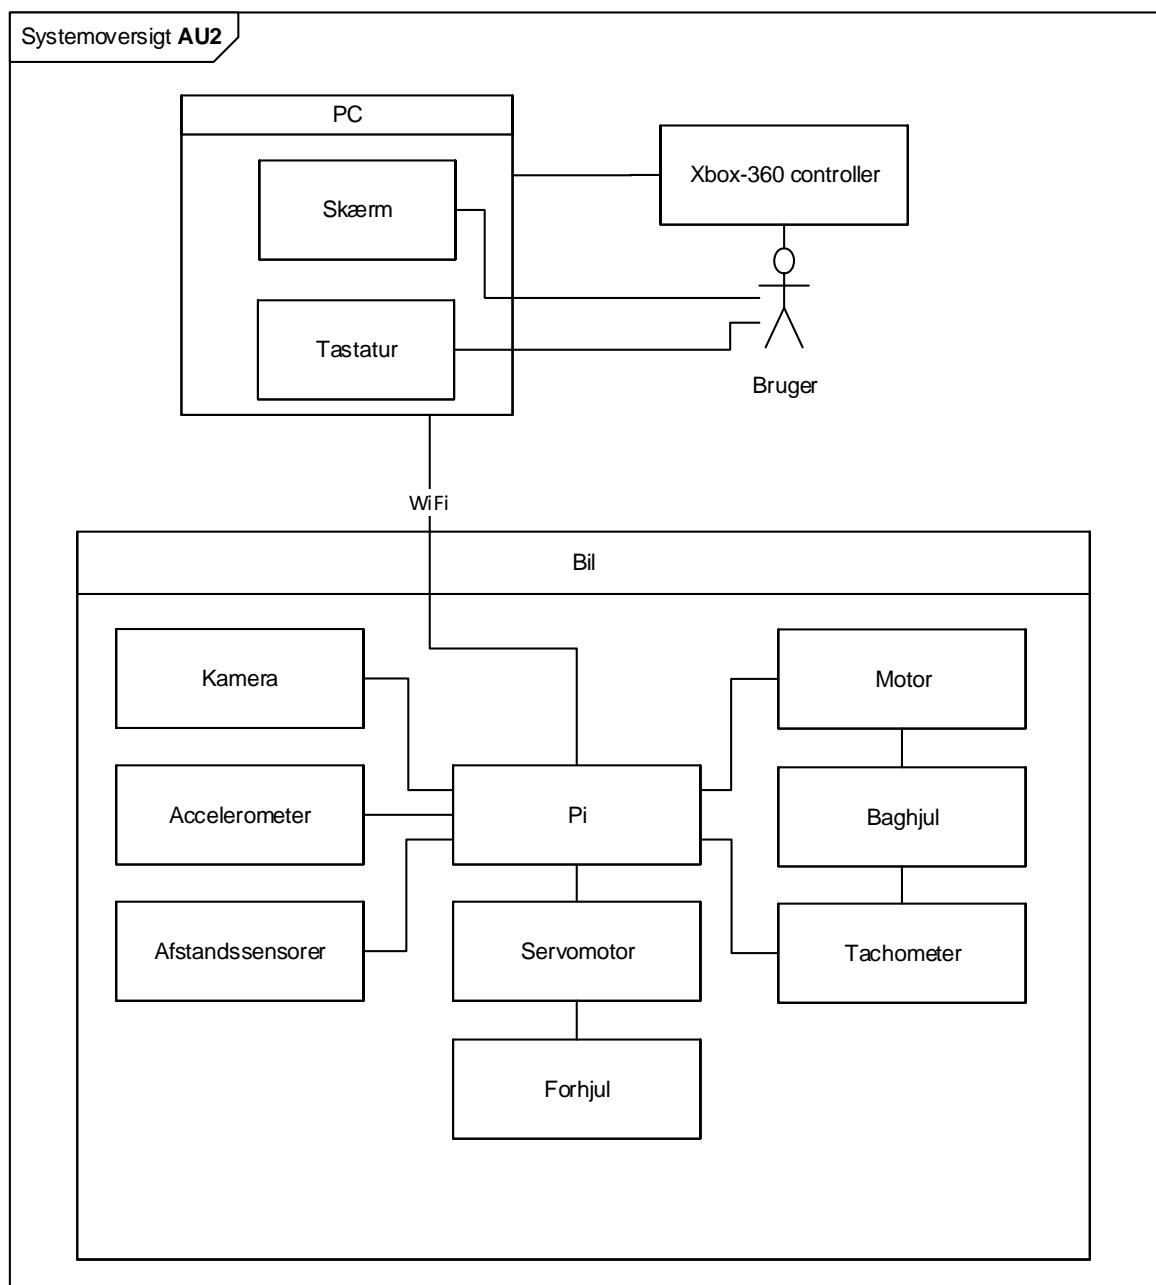 Systemoversigt AU2
PC
Skærm
Tastatur
Xbox-360 controller
Bruger
WiFi
Bil
Kamera
Motor
Accelerometer
Pi
Baghjul
Afstandssensorer
Servomotor
Tachometer
Forhjul